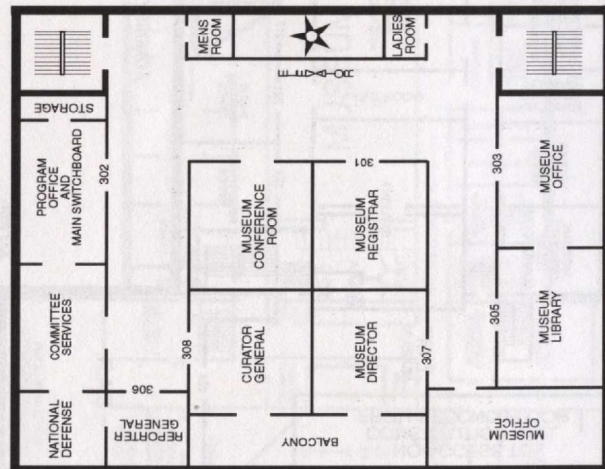 STORAGE
PROGRAM OFFICE
AND
MAIN SWITCHBOARD
302
COMMITTEE
SERVICES
NATIONAL
DEFENSE
306
REPORTER
GENERAL
MENS
ROOM
ELEVATOR
LADIES
ROOM
MUSEUM
CONFERENCE
ROOM
301
MUSEUM
REGISTRAR
308
CURATOR
GENERAL
MUSEUM
DIRECTOR
307
BALCONY
303
MUSEUM
OFFICE
305
MUSEUM
LIBRARY
MUSEUM
OFFICE